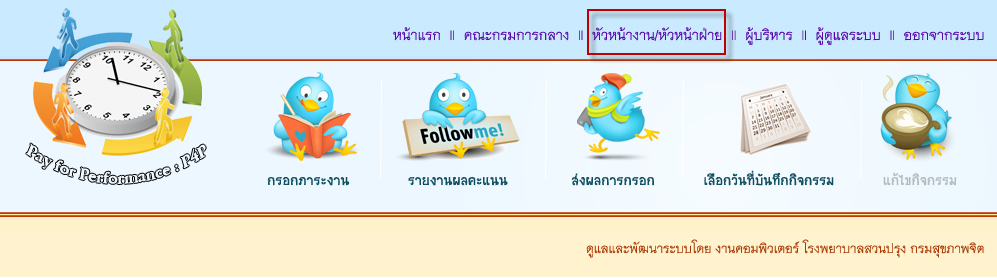 หน้าแรก || คณะกรมการกลาง || หัวหน้างาน/หัวหน้าฝ่าย || ผู้บริหาร || ผู้ดูแลระบบ || ออกจากระบบ
Pay for Performance : P4P
Follow me!
กรอกภาระงาน
รายงานผลคะแนน
ส่งผลการกรอก
เลือกวันที่บันทึกกิจกรรม
แก้ไขกิจกรรม
ดูแลและพัฒนาระบบโดย งานคอมพิวเตอร์ โรงพยาบาลสวนปรุง กรมสุขภาพจิต